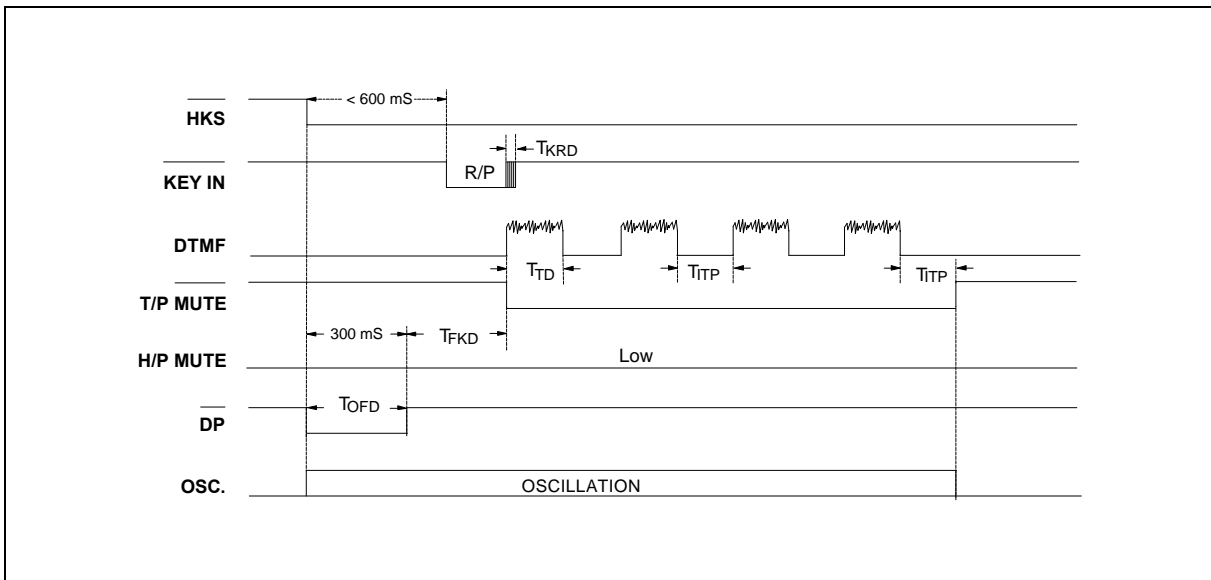 < 600 mS
HKS
TKRD
KEY IN
R/P
DTMF
TTD
TITP
TITP
T/P MUTE
300 mS
TFKD
H/P MUTE
Low
TOFD
DP
OSC.
OSCILLATION